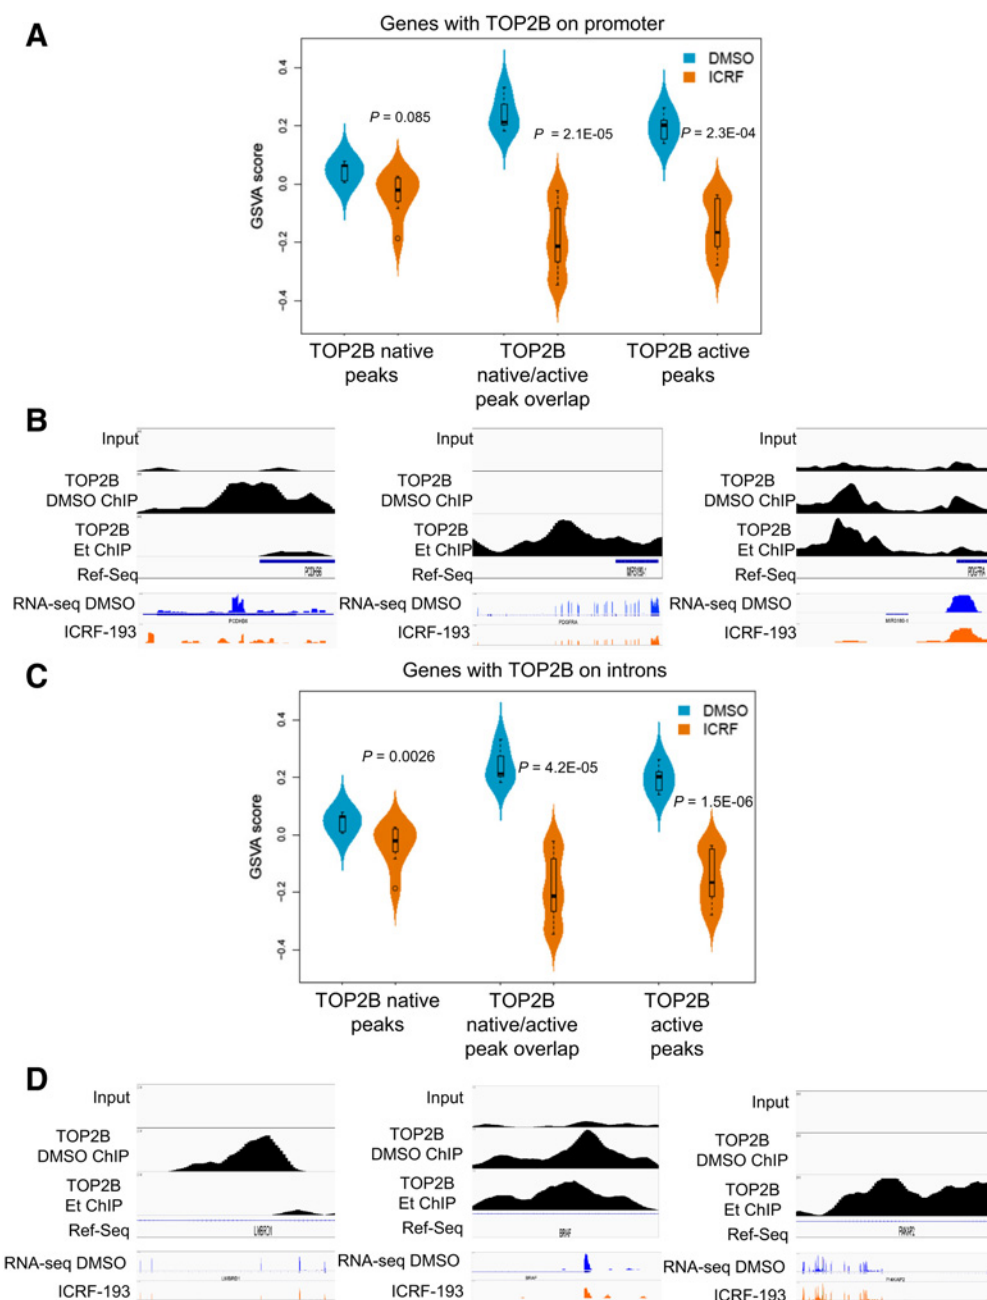 A
Genes with TOP2B on promoter
DMSO
ICRF
GSVA score
0.4
0.2
0.0
−0.2
−0.4
P = 0.085
P = 2.1E-05
P = 2.3E-04
TOP2B native
peaks
TOP2B
native/active
peak overlap
TOP2B active
peaks
B
Input
TOP2B
DMSO ChIP
TOP2B
Et ChIP
Ref-Seq
RNA-seq DMSO
ICRF-193
Input
TOP2B
DMSO ChIP
TOP2B
Et ChIP
Ref-Seq
RNA-seq DMSO
PDGFRA
ICRF-193
Input
TOP2B
DMSO ChIP
TOP2B
Et ChIP
Ref-Seq
RNA-seq DMSO
ICRF-193
C
Genes with TOP2B on introns
DMSO
ICRF
GSVA score
0.4
0.2
0.0
−0.2
−0.4
P = 0.0026
P = 4.2E-05
P = 1.5E-06
TOP2B native
peaks
TOP2B
native/active
peak overlap
TOP2B
active
peaks
D
Input
TOP2B
DMSO ChIP
TOP2B
Et ChIP
Ref-Seq
LMBRD1
RNA-seq DMSO
LMBRD1
ICRF-193
Input
TOP2B
DMSO ChIP
TOP2B
Et ChIP
Ref-Seq
BRAF
RNA-seq DMSO
BRAF
ICRF-193
Input
TOP2B
DMSO ChIP
TOP2B
Et ChIP
Ref-Seq
RNA-seq DMSO
ICRF-193